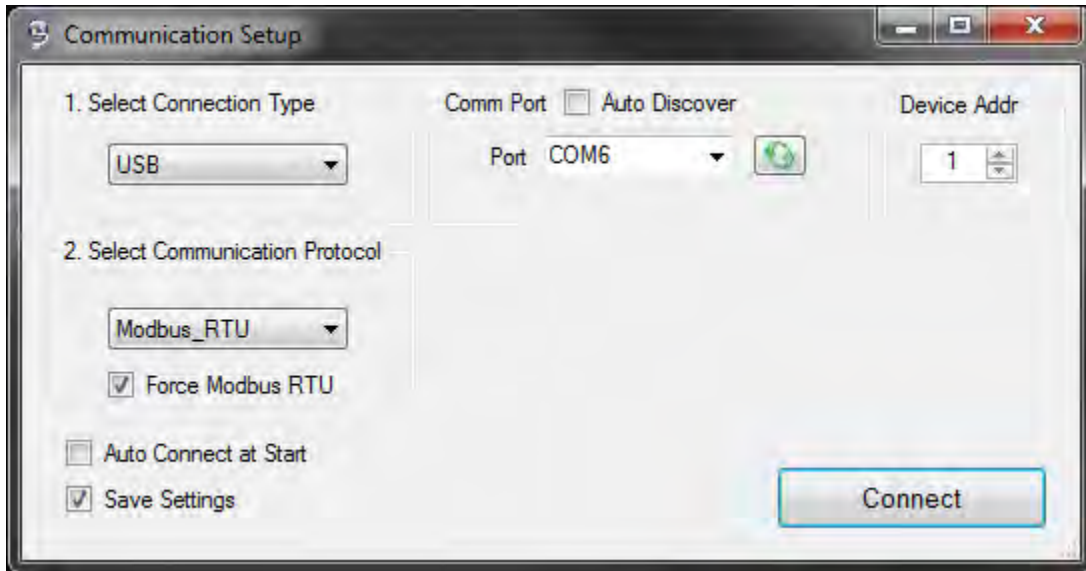 Communication Setup
1. Select Connection Type
USB
Comm Port Auto Discover
Port COM6
Device Addr
1
2. Select Communication Protocol
Modbus_RTU
Force Modbus RTU
Auto Connect at Start
Save Settings
Connect